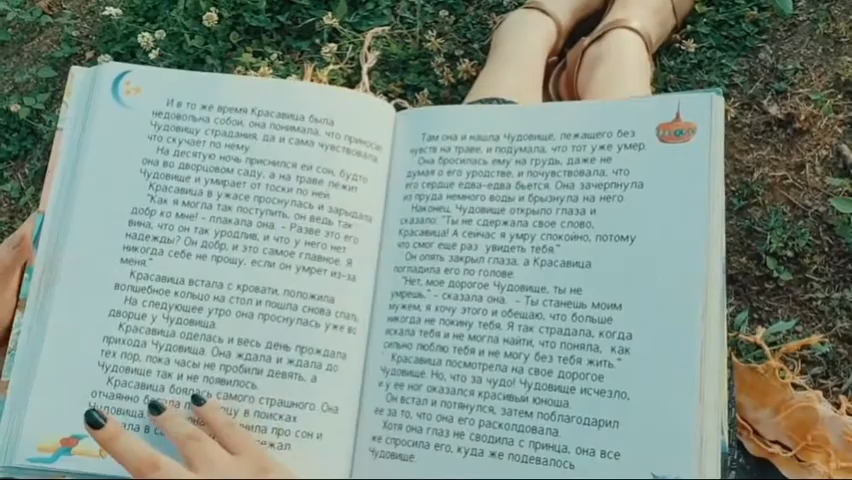 И в то же время Красавица была
недовольна собой, она понимала, что приносит
Чудовищу страдания, да и сама чувствовала,
что скучает по нему.
На десятую ночь приснился ей сон, будто
она во дворцовом саду, а на траве лежит
Чудовище и умирает от тоски по ней.
Красавица в ужасе проснулась и зарыдала.
"Как я могла так поступить, он ведь так
добр ко мне! - плакала она. - Разве это его
вина, что он так уродлив, и что у него нет
надежды? Он добр, и это самое главное. Я
никогда себе не прощу, если он умрет из-за
меня."
Красавица встала с кровати, положила
волшебное кольцо на стол и пошла снова спать.
На следующее утро она проснулась уже во
дворце у Чудовища.
Красавица оделась и весь день прождала
прихода Чудовища. Она ждала и ждала до
тех пор, пока часы не пробили девять, а
Чудовище так и не появилось.
Красавица боялась самого страшного. Она
отчаянно в поисках
Чудовища. про сон и
Там она и нашла Чудовище, лежащего без
чувств на траве, и подумала, что тот уже умер.
Она бросилась ему на грудь, даже не
думая о его уродстве, и почувствовала, что
его сердце едва-едва бьется. Она зачерпнула
из пруда немного воды и брызнула на него.
Наконец, Чудовище открыло глаза и
сказало: "Ты не сдержала свое слово,
Красавица! А сейчас я умру спокойно, потому
что смог еще раз увидеть тебя."
Он опять закрыл глаза, а Красавица
погладила его по голове.
"Нет, мое дорогое Чудовище, ты не
умрешь," - сказала она. - Ты станешь моим
мужем, я хочу этого и обещаю, что больше
никогда не покину тебя. Я так страдала, когда
искала тебя и не могла найти, что поняла, как
сильно люблю тебя и не могу без тебя жить."
Красавица посмотрела на свое дорогое
Чудовище. Но, что за чудо! Чудовище исчезло,
и у ее ног оказался красивый юноша.
Он встал и потянулся, затем поблагодарил
ее за то, что она его расколдовала.
Хотя она глаз не сводила с принца, она все
же спросила его, куда же подевалось
Чудовище.